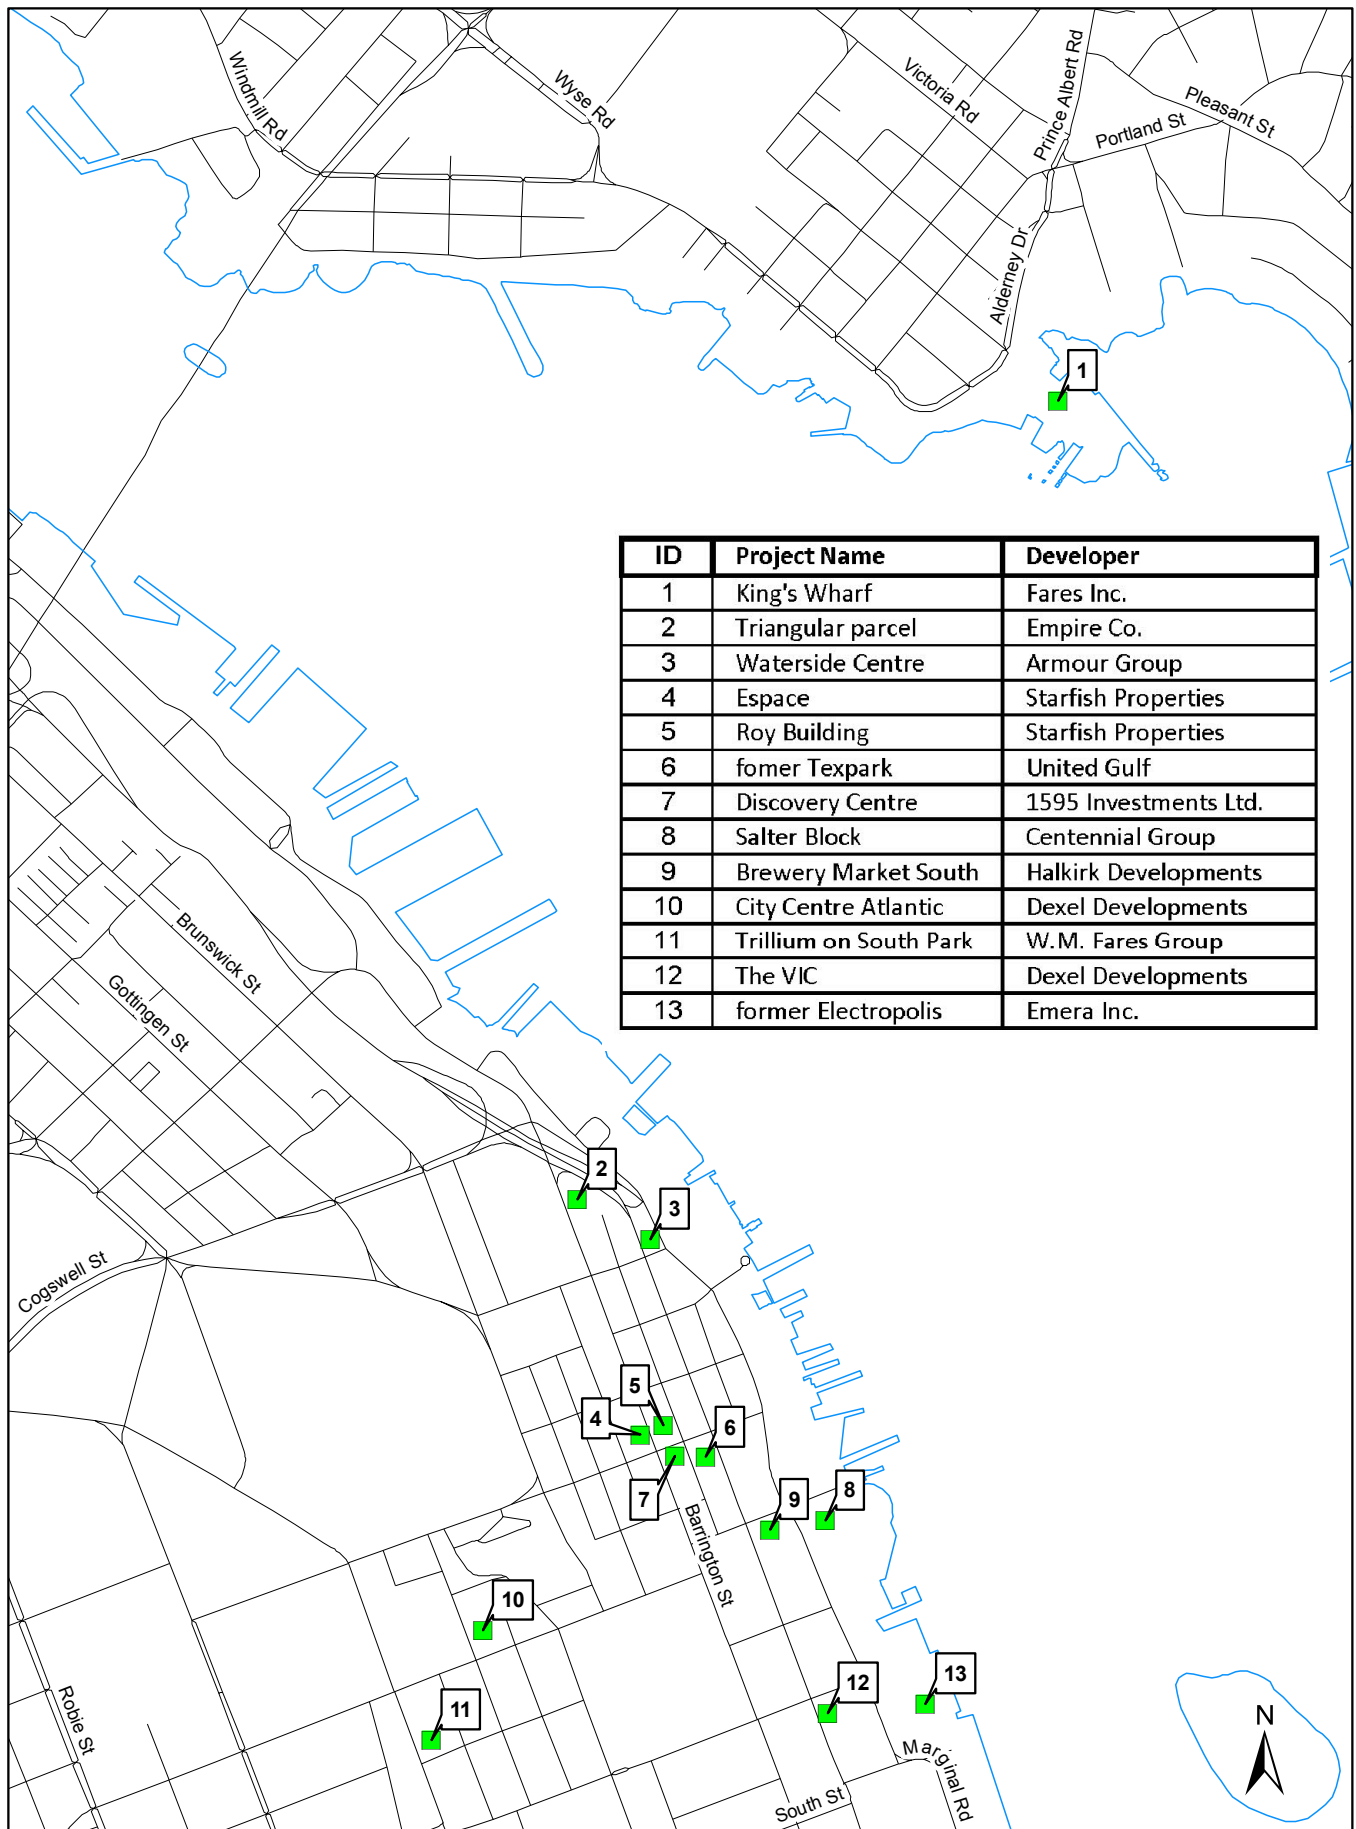 Windmill Rd
Wyse Rd
Victoria Rd
Prince Albert Rd
Pleasant St
Portland St
Alderney Dr
1
ID Project Name Developer
1 King's Wharf Fares Inc.
2 Triangular parcel Empire Co.
3 Waterside Centre Armour Group
4 Espace Starfish Properties
5 Roy Building Starfish Properties
6 fomer Texpark United Gulf
7 Discovery Centre 1595 Investments Ltd.
8 Salter Block Centennial Group
9 Brewery Market South Halkirk Developments
10 City Centre Atlantic Dexel Developments
11 Trillium on South Park W.M. Fares Group
12 The VIC Dexel Developments
13 former Electropolis Emera Inc.
Brunswick St
Gottingen St
2
3
Cogswell St
5
4
6
7
9
8
Barrington St
10
11
12
13
Robie St
N
Marginal Rd
South St